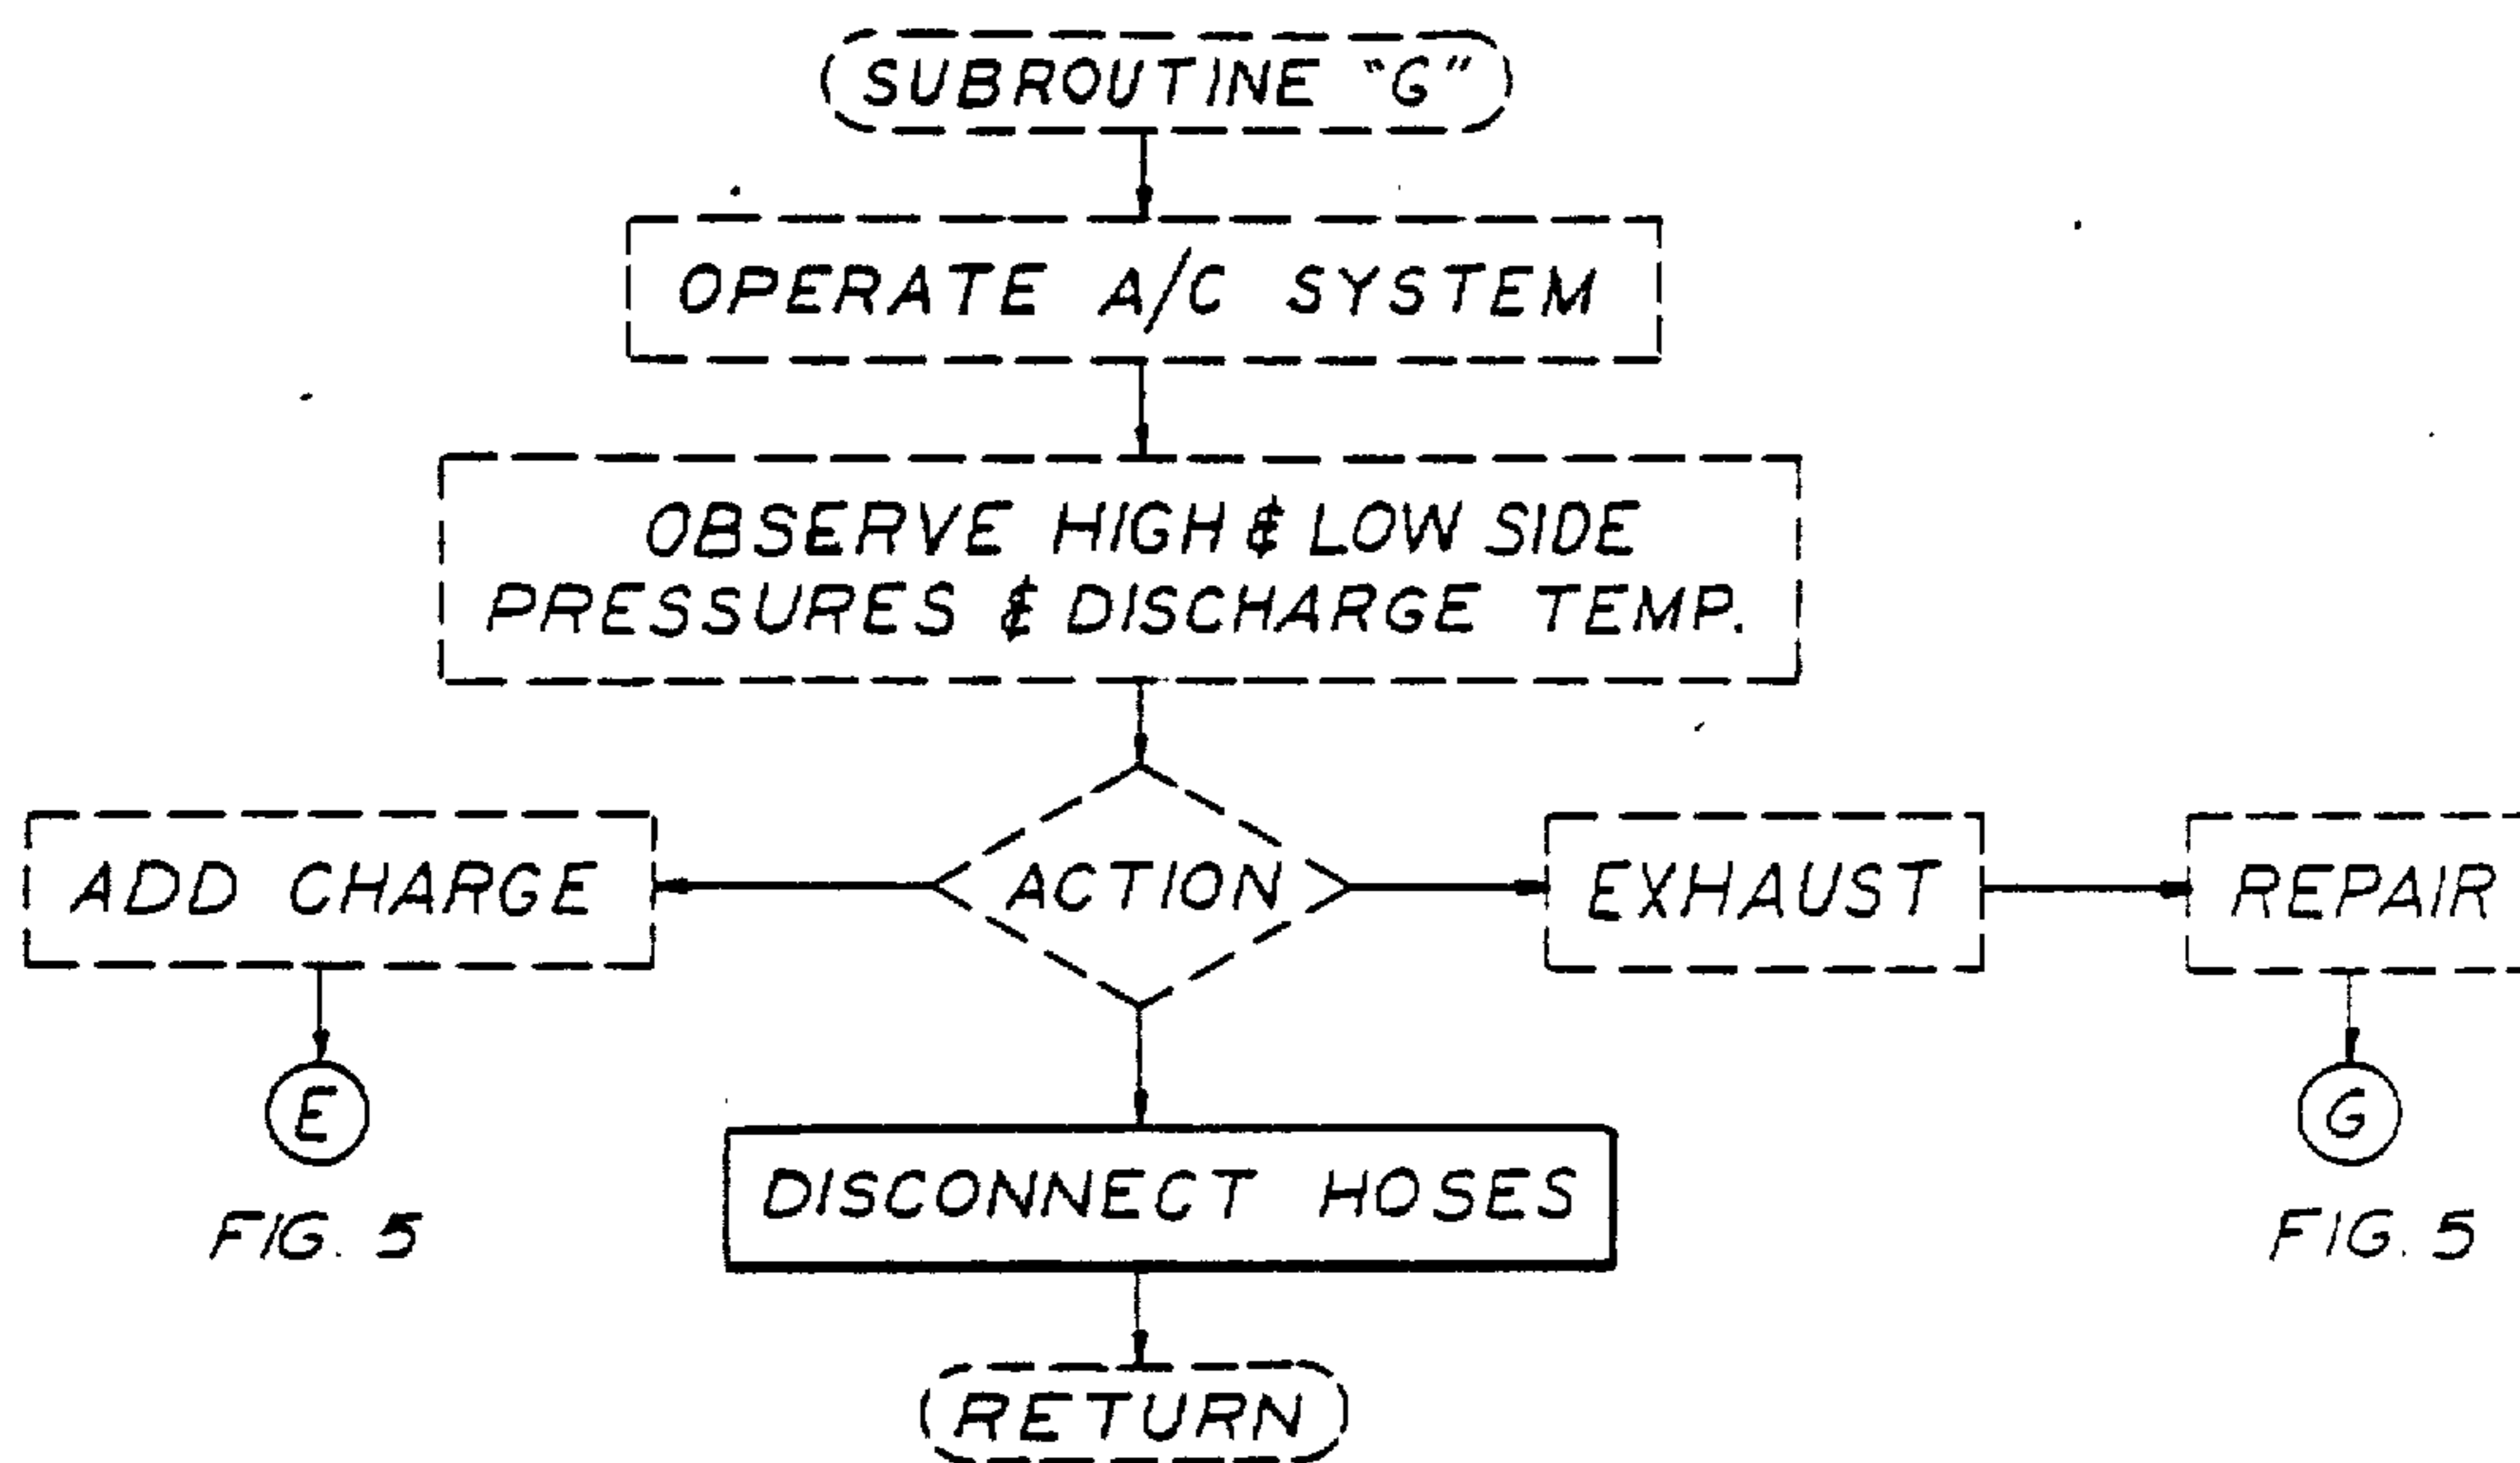 SUBROUTINE "G"
OPERATE A/C SYSTEM
OBSERVE HIGH & LOW SIDE
PRESSURES & DISCHARGE TEMP.
ADD CHARGE
ACTION
EXHAUST
REPAIR
E
G
DISCONNECT HOSES
FIG. 5
FIG. 5
RETURN